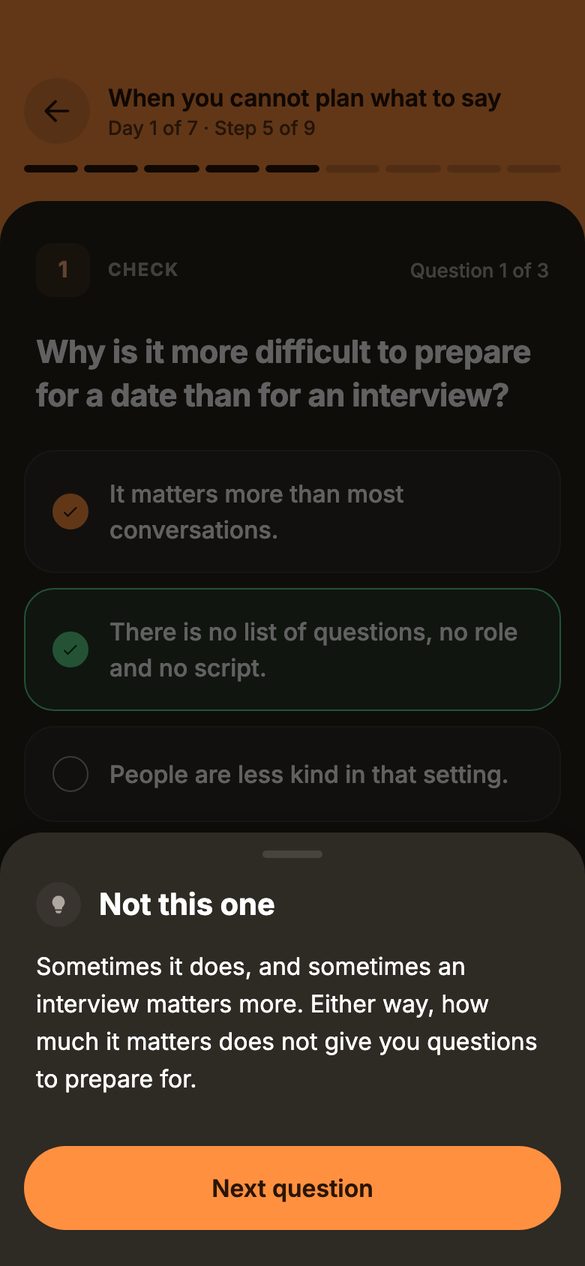 When you cannot plan what to say
Day 1 of 7 · Step 5 of 9
1
CHECK
Question 1 of 3
Why is it more difficult to prepare
for a date than for an interview?
It matters more than most
conversations.
There is no list of questions, no role
and no script.
People are less kind in that setting.
Not this one
Sometimes it does, and sometimes an
interview matters more. Either way, how
much it matters does not give you questions
to prepare for.
Next question